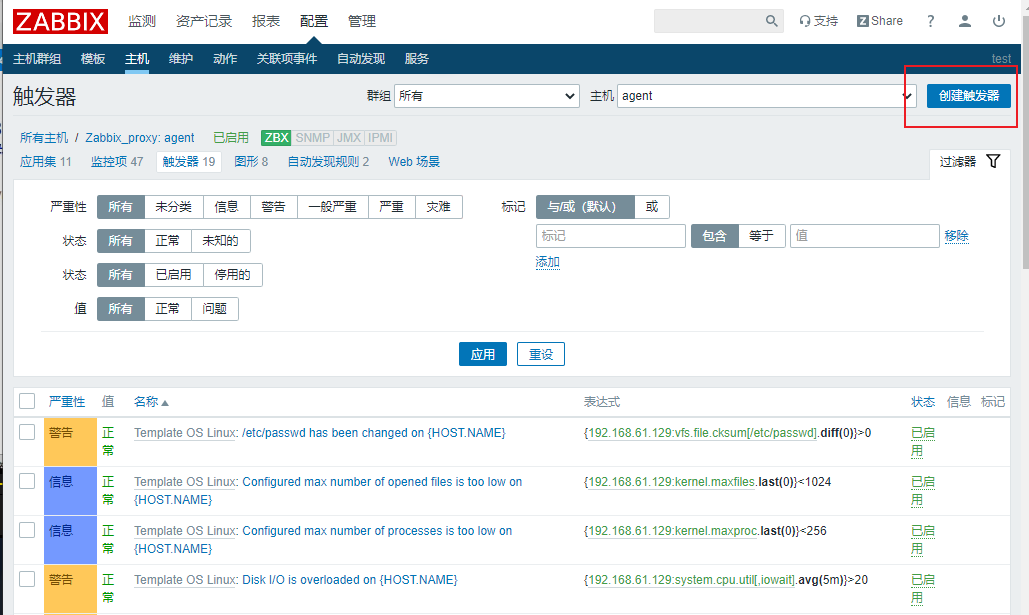 ZABBIX 监测 资产记录 报表 配置 管理 支持 Z Share ?
主机群组 模板 主机 维护 动作 关联项事件 自动发现 服务 test
触发器 群组 所有 主机 agent 创建触发器
所有主机 / Zabbix_proxy: agent 已启用 ZBX SNMP JMX IPMI
应用集 11 监控项 47 触发器 19 图形 8 自动发现规则 2 Web 场景 过滤器
严重性 所有 未分类 信息 警告 一般严重 严重 灾难 标记 与/或（默认） 或
状态 所有 正常 未知的 标记 包含 等于 值 移除
添加
状态 所有 已启用 停用的
值 所有 正常 问题
应用 重设
严重性 值 名称 表达式 状态 信息 标记
警告 正 Template OS Linux: /etc/passwd has been changed on {HOST.NAME} {192.168.61.129:vfs.file.cksum[/etc/passwd].diff(0)}>0 已启
常 用
信息 正 Template OS Linux: Configured max number of opened files is too low on {192.168.61.129:kernel.maxfiles.last(0)}<1024 已启
常 {HOST.NAME} 用
信息 正 Template OS Linux: Configured max number of processes is too low on {192.168.61.129:kernel.maxproc.last(0)}<256 已启
常 {HOST.NAME} 用
警告 正 Template OS Linux: Disk I/O is overloaded on {HOST.NAME} {192.168.61.129:system.cpu.util[,iowait].avg(5m)}>20 已启
常 用